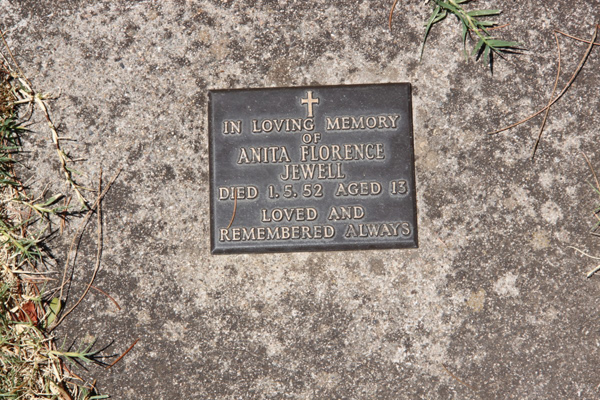 IN LOVING MEMORY
OF
ANITA FLORENCE
JEWELL
DIED 1.5.52 AGED 13
LOVED AND
REMEMBERED ALWAYS